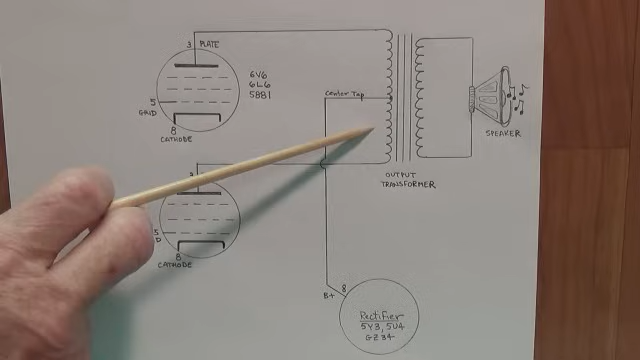 3 PLATE
6V6
6L6
5881
5
GRID
8
CATHODE
Center Tap
SPEAKER
OUTPUT
TRANSFORMER
3
5
D
8
CATHODE
B+ 8
Rectifier
5Y3, 5U4
GZ34